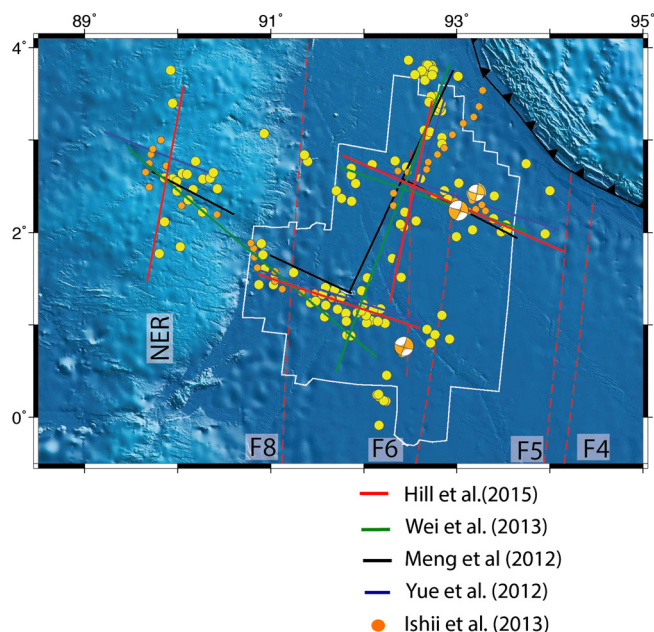 89° 91° 93° 95°
4°
2°
0°
NER
F8 F6 F5 F4
Hill et al.(2015)
Wei et al. (2013)
Meng et al (2012)
Yue et al. (2012)
Ishii et al. (2013)